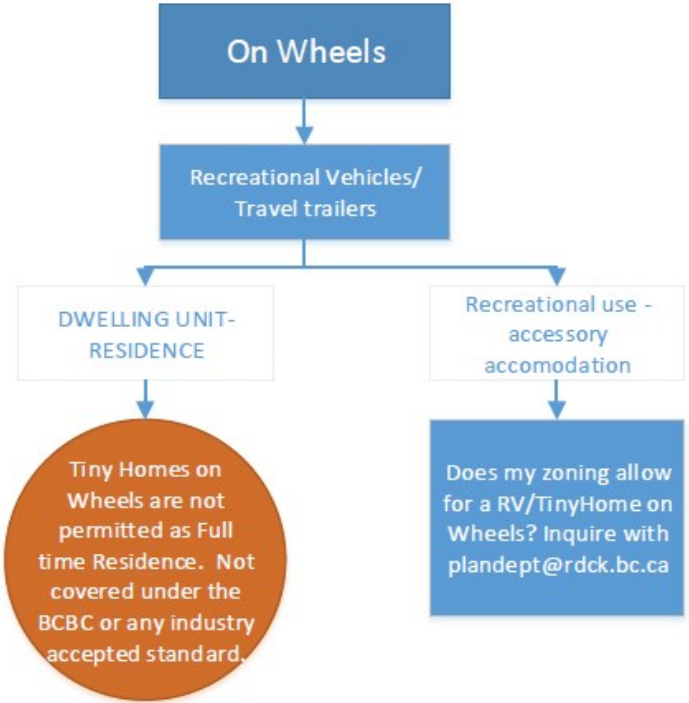 On Wheels
Recreational Vehicles/
Travel trailers
DWELLING UNIT-
RESIDENCE
Recreational use -
accessory
accomodation
Tiny Homes on
Wheels are not
permitted as Full
time Residence.  Not
covered under the
BCBC or any industry
accepted standard.
Does my zoning allow
for a RV/TinyHome on
Wheels? Inquire with
plandept@rdck.bc.ca